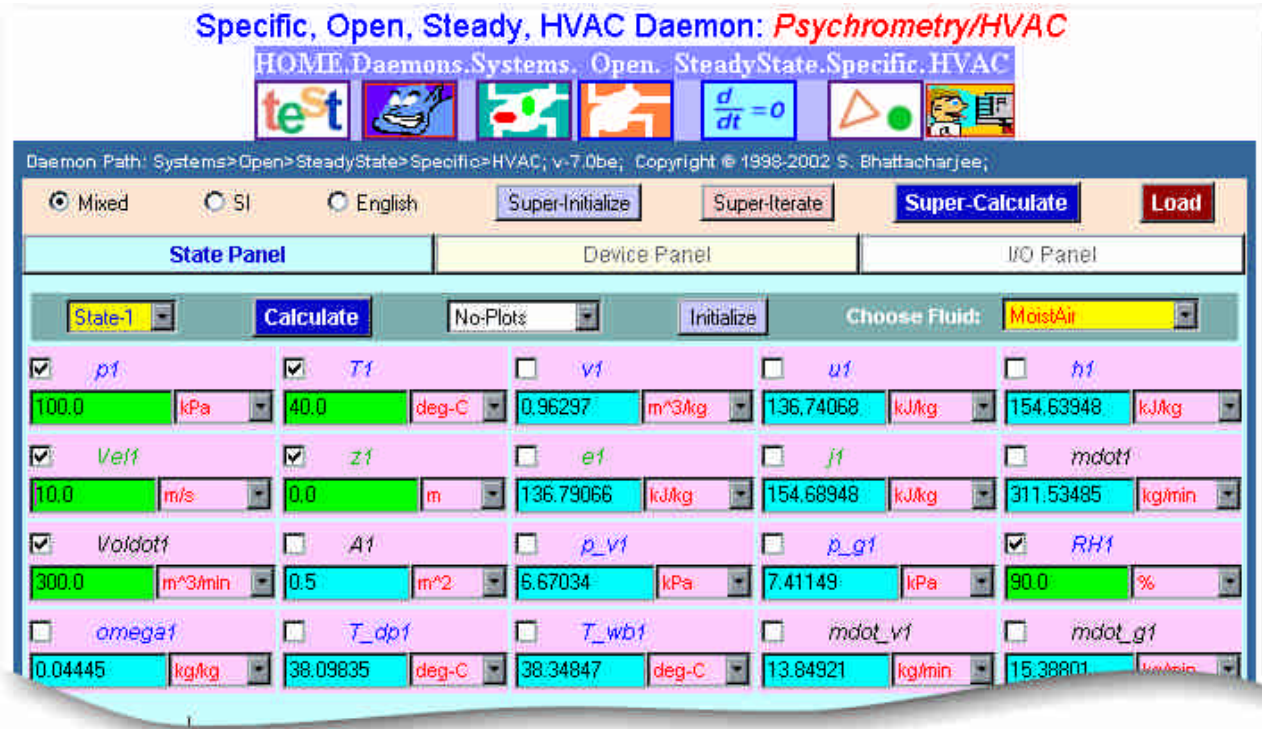 Specific, Open, Steady, HVAC Daemon: Psychrometry/HVAC
HOME.Daemons.Systems. Open. SteadyState.Specific.HVAC
test d/dt =0
Daemon Path: Systems>Open>SteadyState>Specific>HVAC; v-7.0be; Copyright © 1998-2002 S. Bhattacharjee;
Mixed SI English Super-Initialize Super-Iterate Super-Calculate Load
State Panel Device Panel I/O Panel
State-1 Calculate No-Plots Initialize Choose Fluid: MoistAir
p1 T1 v1 u1 h1
100.0 kPa 40.0 deg-C 0.96297 m^3/kg 136.74068 kJ/kg 154.63948 kJ/kg
Vel1 z1 e1 j1 mdot1
10.0 m/s 0.0 m 136.79066 kJ/kg 154.68948 kJ/kg 311.53485 kg/min
Voldot1 A1 p_v1 p_g1 RH1
300.0 m^3/min 0.5 m^2 6.67034 kPa 7.41149 kPa 90.0 %
omega1 T_dp1 T_wb1 mdot_v1 mdot_g1
0.04445 kg/kg 38.09835 deg-C 38.34847 deg-C 13.84921 kg/min 15.38801 kg/min